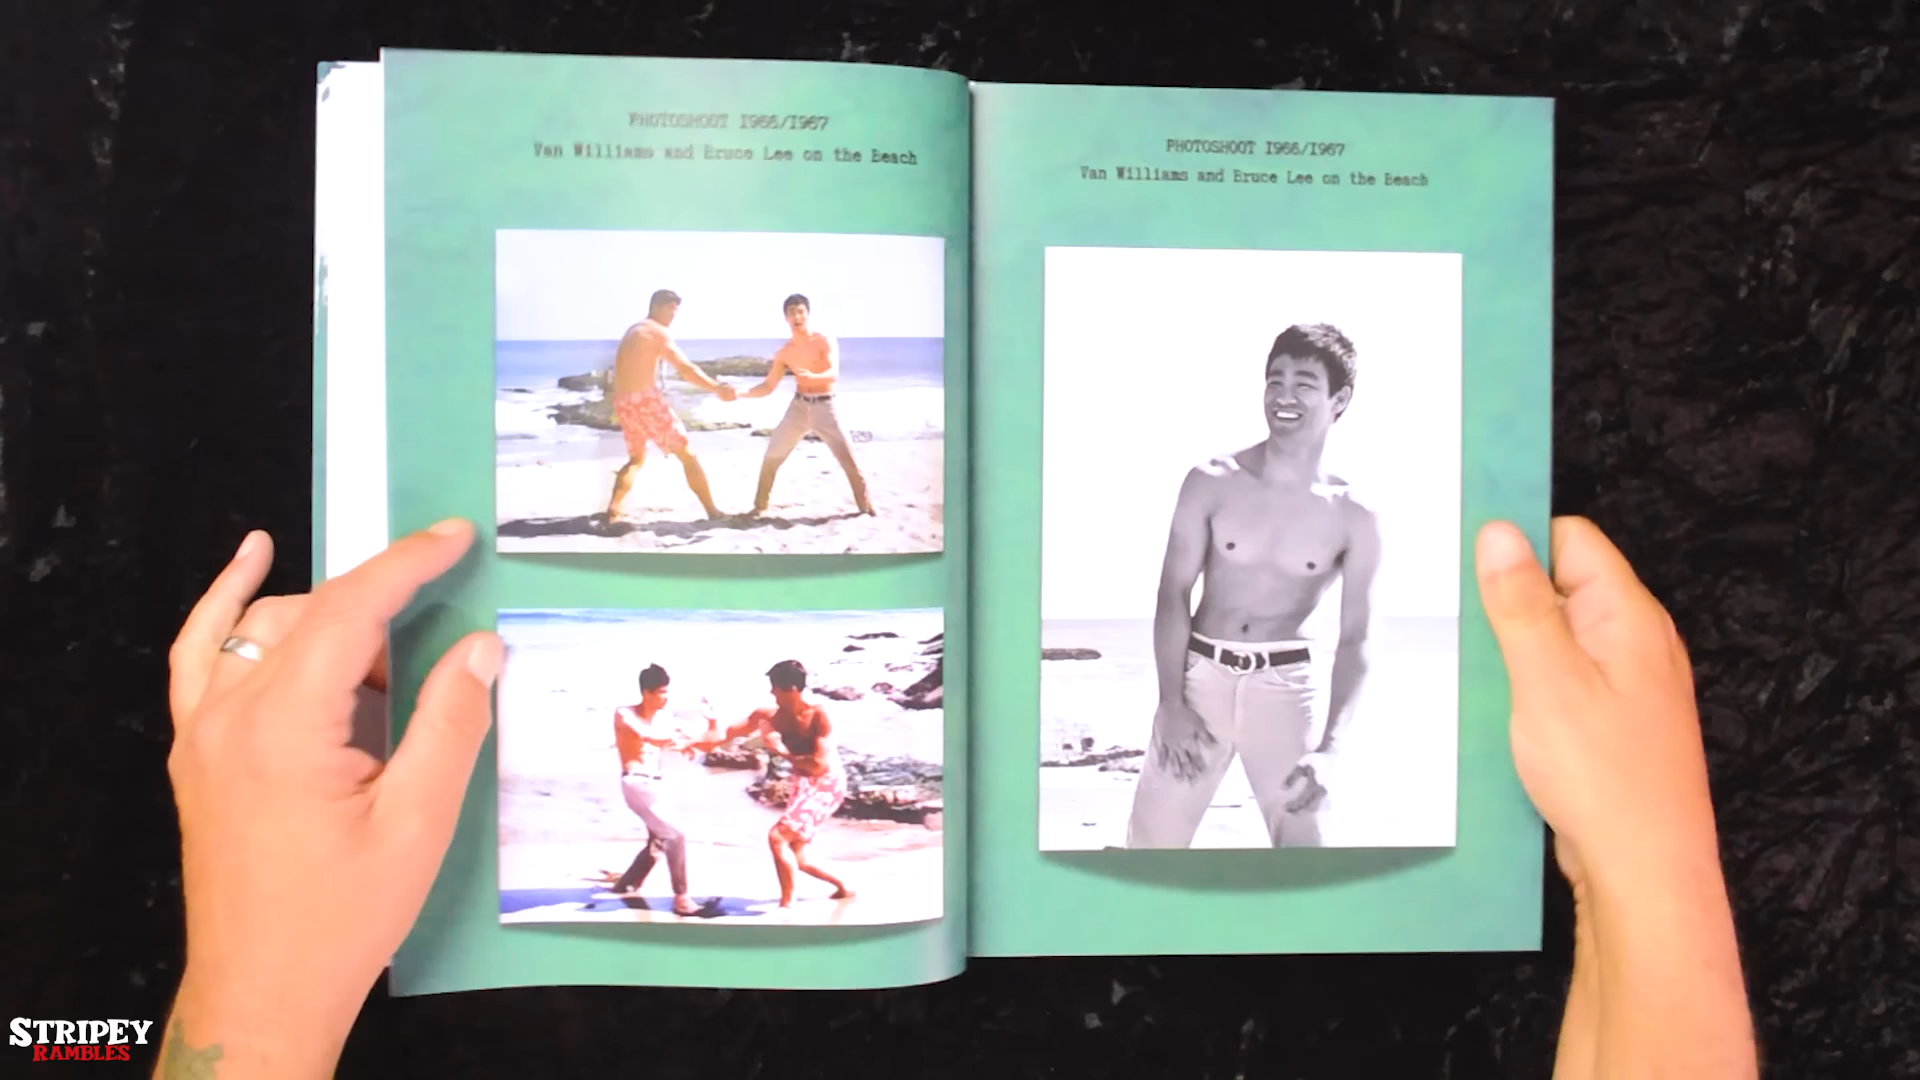 PHOTOSHOOT 1966/1967
Van Williams and Bruce Lee on the Beach
PHOTOSHOOT 1966/1967
Van Williams and Bruce Lee on the Beach
STRIPEY
RAMBLES